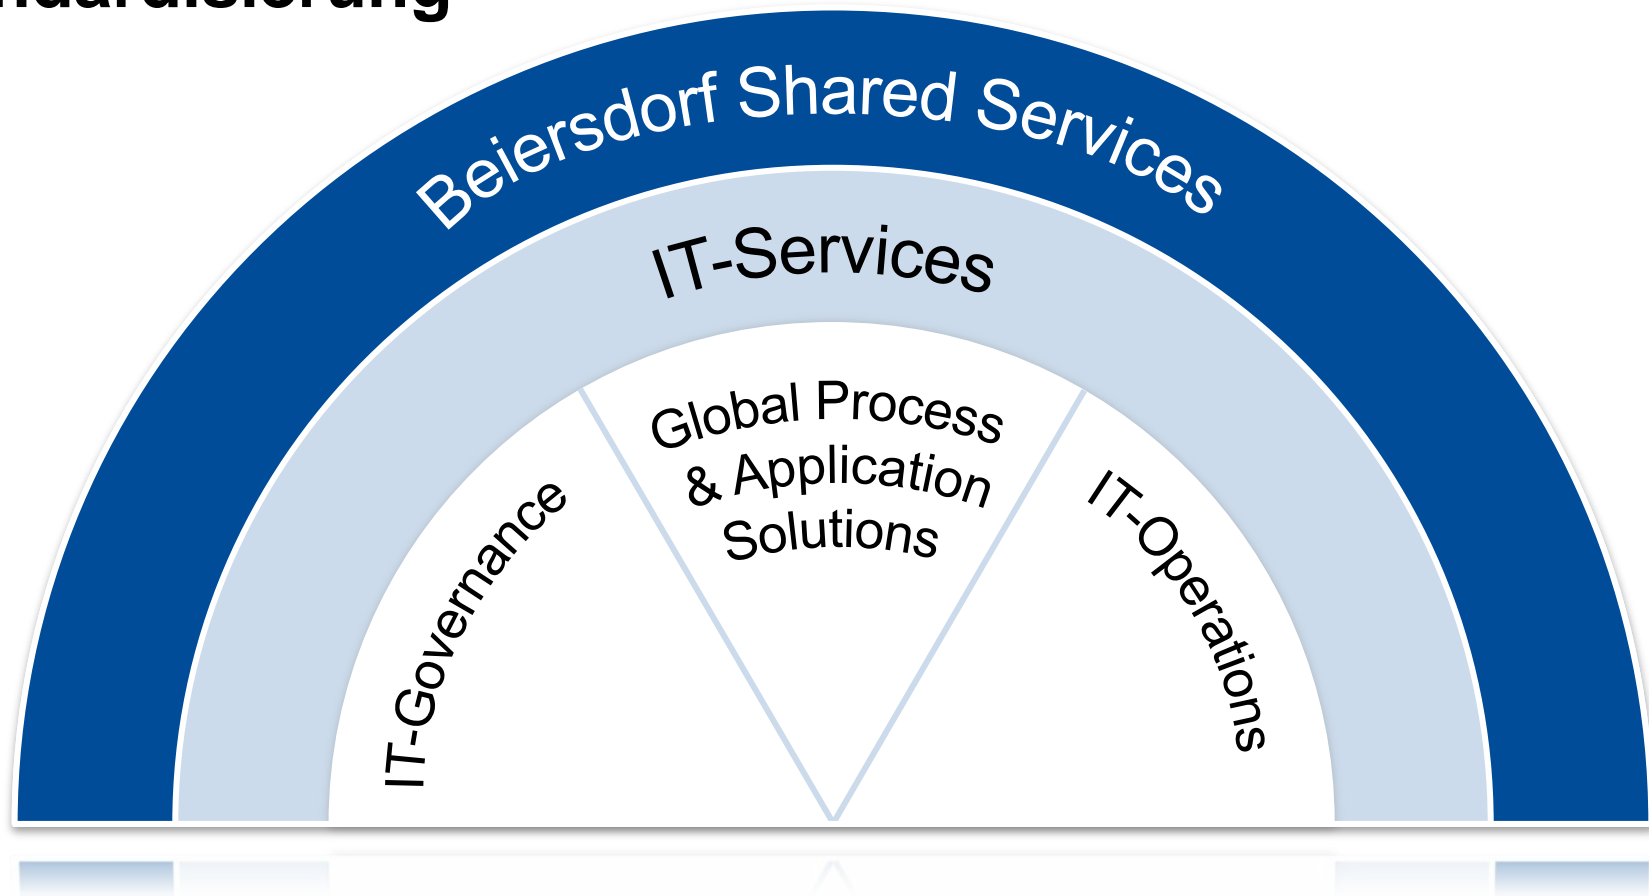 Beiersdorf Shared Services
IT-Services
Global Process
& Application
Solutions
IT-Governance
IT-Operations